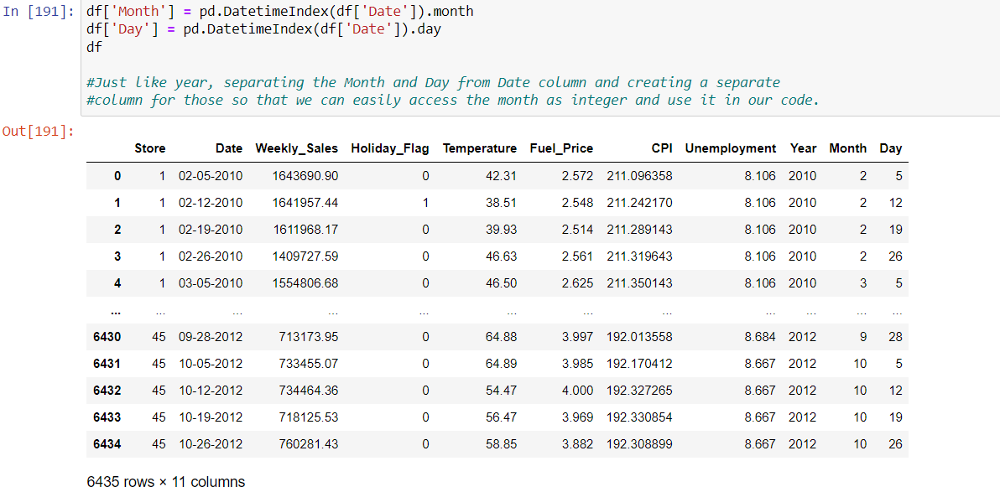 In [191]: df['Month'] = pd.DatetimeIndex(df['Date']).month
df['Day'] = pd.DatetimeIndex(df['Date']).day
df
#Just like year, separating the Month and Day from Date column and creating a separate
#column for those so that we can easily access the month as integer and use it in our code.
Out[191]:
Store Date Weekly_Sales Holiday_Flag Temperature Fuel_Price CPI Unemployment Year Month Day
0 1 02-05-2010 1643690.90 0 42.31 2.572 211.096358 8.106 2010 2 5
1 1 02-12-2010 1641957.44 1 38.51 2.548 211.242170 8.106 2010 2 12
2 1 02-19-2010 1611968.17 0 39.93 2.514 211.289143 8.106 2010 2 19
3 1 02-26-2010 1409727.59 0 46.63 2.561 211.319643 8.106 2010 2 26
4 1 03-05-2010 1554806.68 0 46.50 2.625 211.350143 8.106 2010 3 5
... ... ... ... ... ... ... ... ... ... ... ...
6430 45 09-28-2012 713173.95 0 64.88 3.997 192.013558 8.684 2012 9 28
6431 45 10-05-2012 733455.07 0 64.89 3.985 192.170412 8.667 2012 10 5
6432 45 10-12-2012 734464.36 0 54.47 4.000 192.327265 8.667 2012 10 12
6433 45 10-19-2012 718125.53 0 56.47 3.969 192.330854 8.667 2012 10 19
6434 45 10-26-2012 760281.43 0 58.85 3.882 192.308899 8.667 2012 10 26
6435 rows × 11 columns